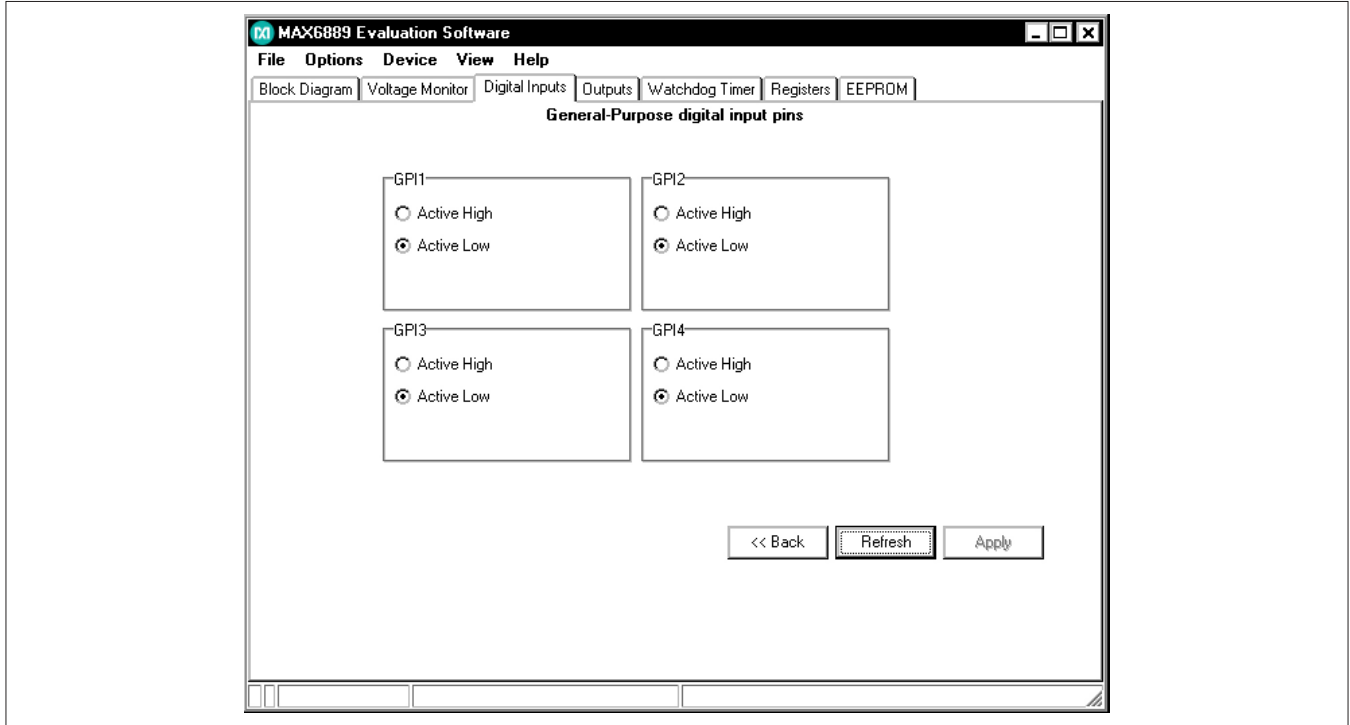 MAX6889 Evaluation Software
File Options Device View Help
Block Diagram Voltage Monitor Digital Inputs Outputs Watchdog Timer Registers EEPROM
General-Purpose digital input pins
GPI1 GPI2
Active High Active High
Active Low Active Low
GPI3 GPI4
Active High Active High
Active Low Active Low
<< Back Refresh Apply